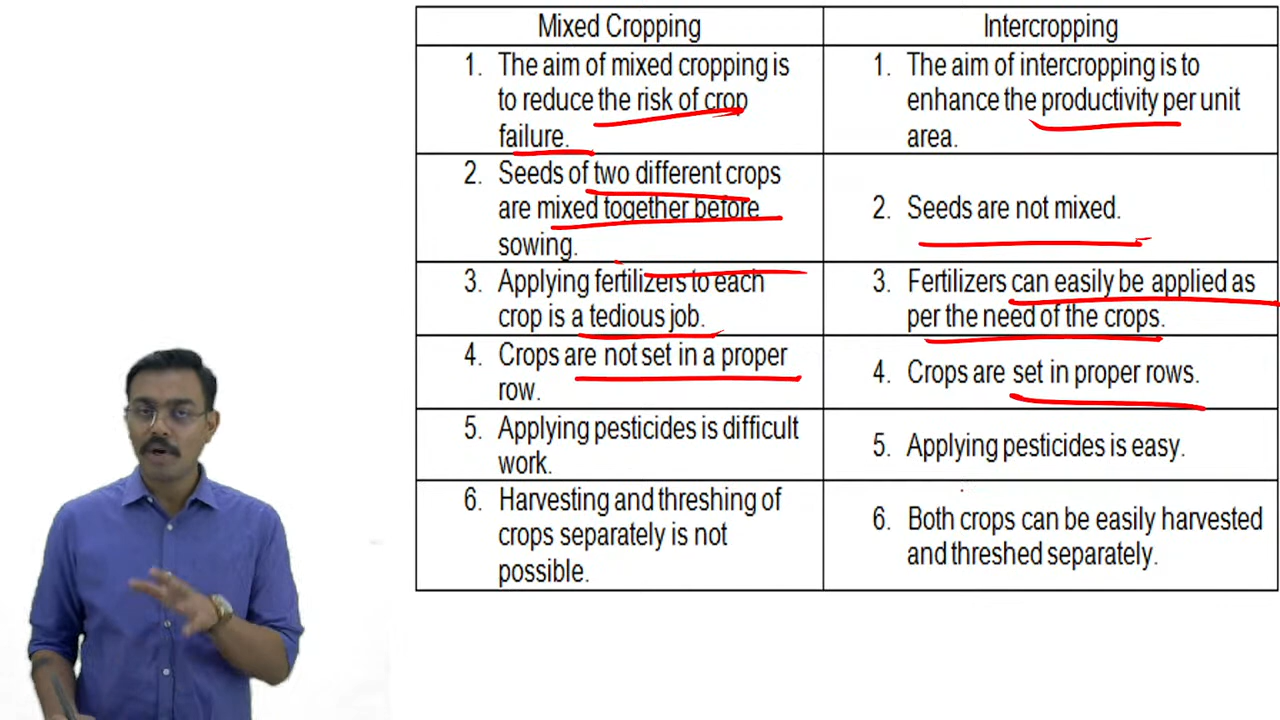 Mixed Cropping
Intercropping
1. The aim of mixed cropping is
to reduce the risk of crop
failure.
1. The aim of intercropping is to
enhance the productivity per unit
area.
2. Seeds of two different crops
are mixed together before
sowing.
2. Seeds are not mixed.
3. Applying fertilizers to each
crop is a tedious job.
3. Fertilizers can easily be applied as
per the need of the crops.
4. Crops are not set in a proper
row.
4. Crops are set in proper rows.
5. Applying pesticides is difficult
work.
5. Applying pesticides is easy.
6. Harvesting and threshing of
crops separately is not
possible.
6. Both crops can be easily harvested
and threshed separately.